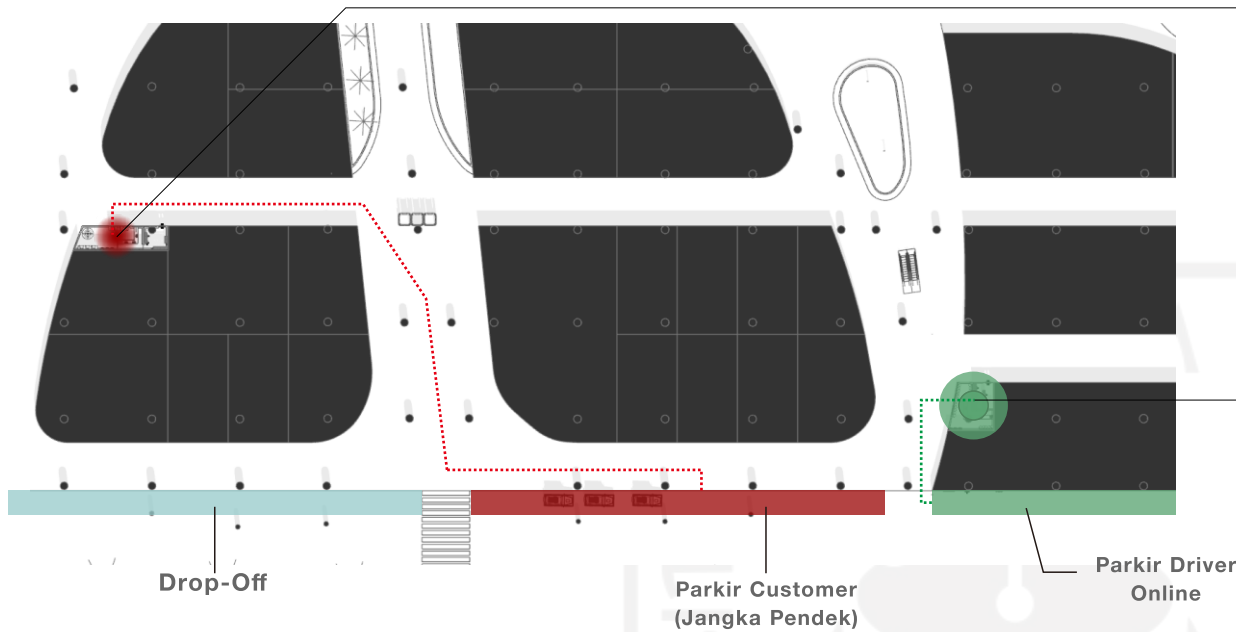 Drop-Off
Parkir Customer
(Jangka Pendek)
Parkir Driver
Online